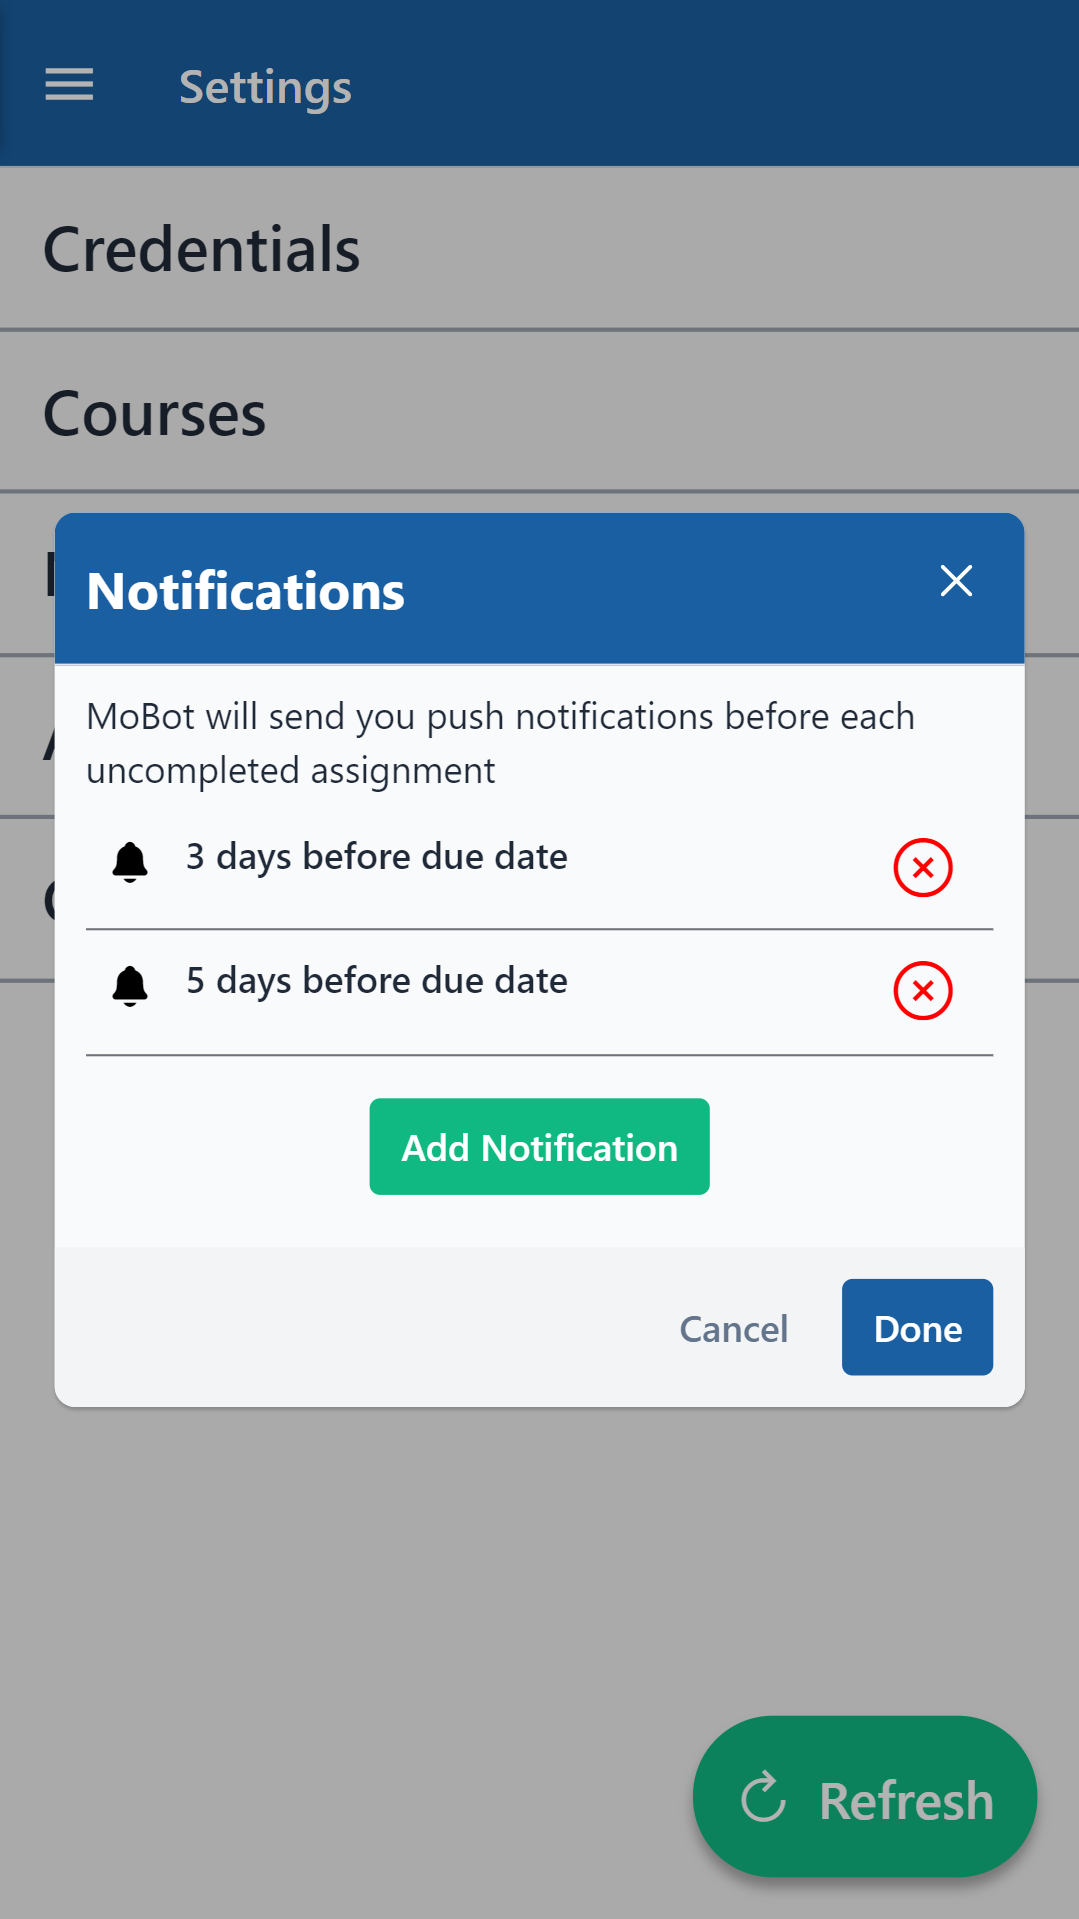 Settings
Credentials
Courses
Notifications
MoBot will send you push notifications before each
uncompleted assignment
3 days before due date
5 days before due date
Add Notification
Cancel
Done
Refresh